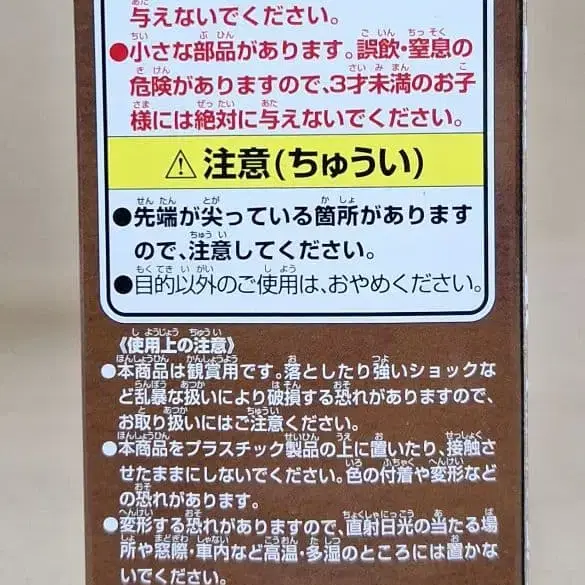 与えないでください。
●小さな部品があります。誤飲・窒息の
危険がありますので、3才未満のお子
様には絶対に与えないでください。
⚠注意(ちゅうい)
●先端が尖っている箇所があります
ので、注意してください。
●目的以外のご使用は、おやめください。
《使用上の注意》
●本商品は観賞用です。落としたり強いショックな
ど乱暴な扱いにより破損する恐れがありますので、
お取り扱いにはご注意ください。
●本商品をプラスチック製品の上に置いたり、接触さ
せたままにしないでください。色の付着や変形など
の恐れがあります。
●変形する恐れがありますので、直射日光の当たる場
所や窓際・車内など高温・多湿のところには置かな
いでください。